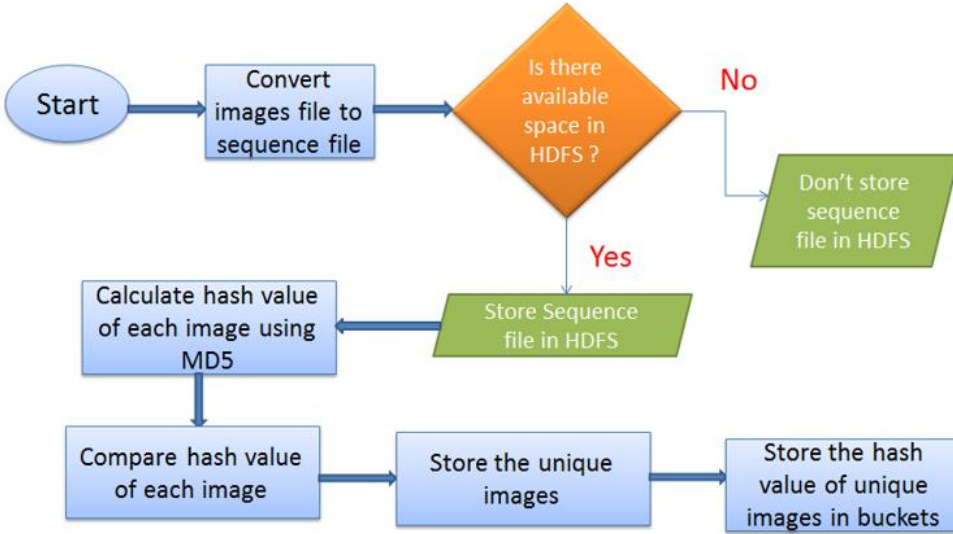 Start
Convert
images file to
sequence file
Is there
available
space in
HDFS ?
No
Don't store
sequence
file in HDFS
Yes
Store Sequence
file in HDFS
Calculate hash value
of each image using
MD5
Compare hash value
of each image
Store the unique
images
Store the hash
value of unique
images in buckets